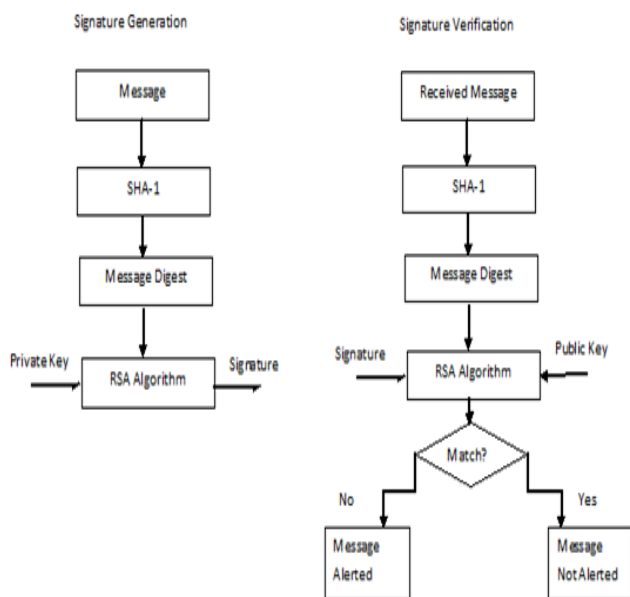 Signature Generation
Message
SHA-1
Message Digest
Private Key
RSA Algorithm
Signature
Signature Verification
Received Message
SHA-1
Message Digest
Signature
RSA Algorithm
Public Key
Match?
No
Yes
Message
Alerted
Message
Not Alerted